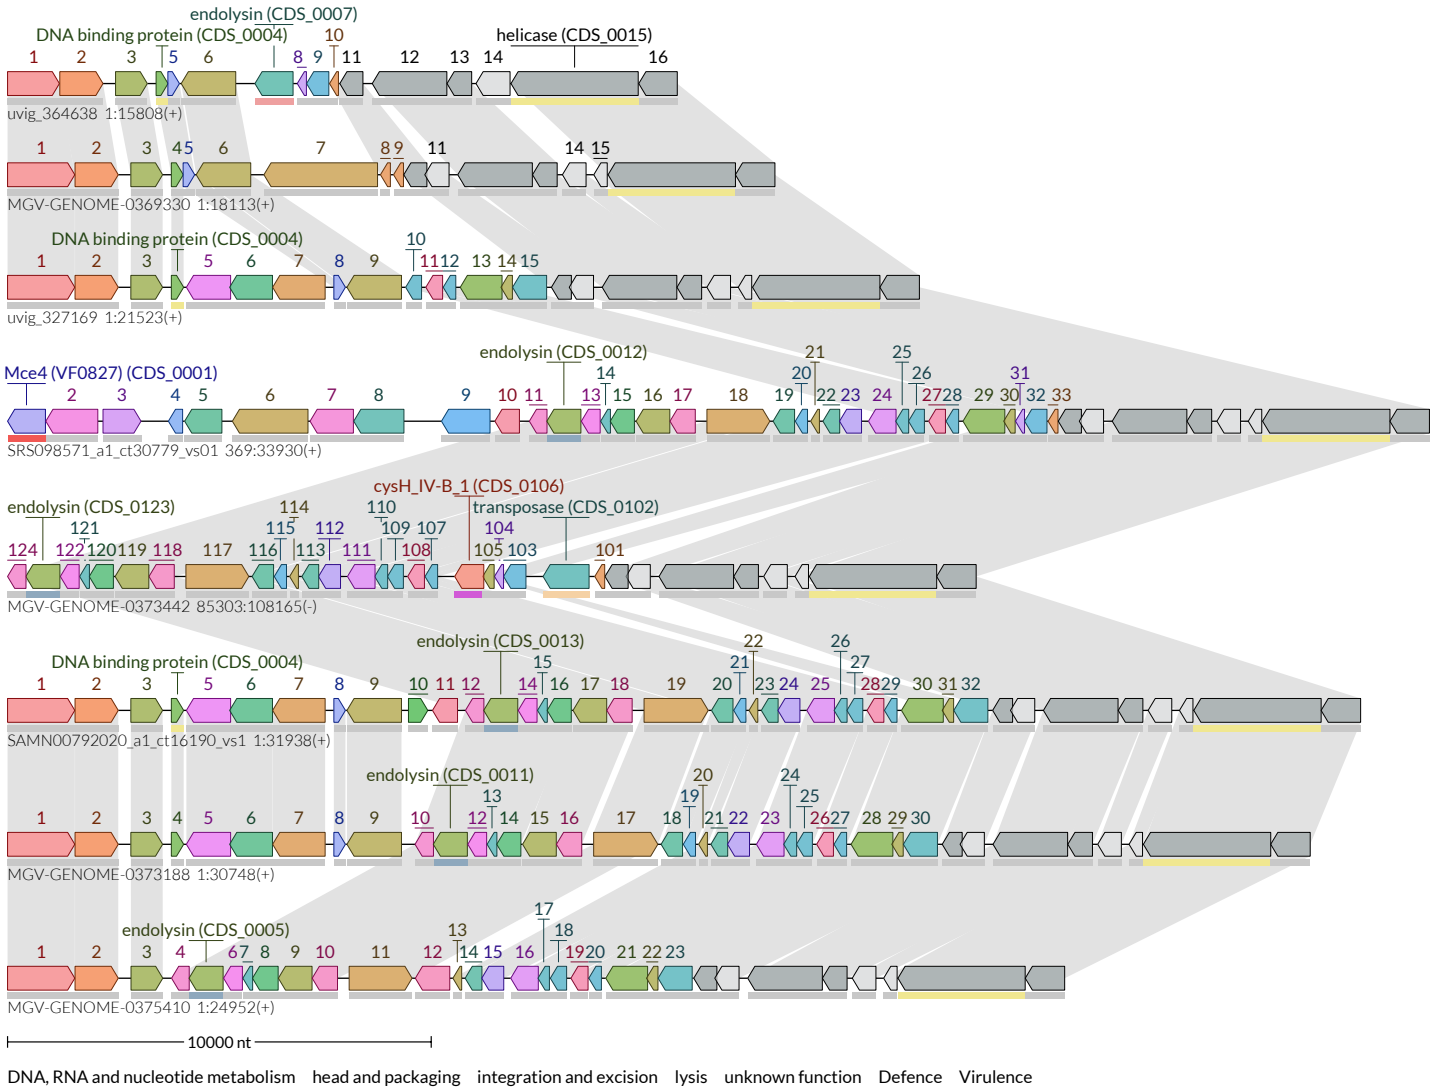 endolysin (CDS_0007)
DNA binding protein (CDS_0004) 10 helicase (CDS_0015)
1 2 3 5 6 8 9 11 12 13 14 16
uvig_364638 1:15808(+)
1 2 3 4 5 6 7 8 9 11 14 15
MGV-GENOME-0369330 1:18113(+)
DNA binding protein (CDS_0004) 10
1 2 3 5 6 7 8 9 11 12 13 14 15
uvig_327169 1:21523(+)
endolysin (CDS_0012) 21 25
Mce4 (VF0827) (CDS_0001) 14 20 26 31
2 3 4 5 6 7 8 9 10 11 13 15 16 17 18 19 22 23 24 27 28 29 30 32 33
SRS098571_a1_ct30779_vs01 369:33930(+)
cysH_IV-B_1 (CDS_0106)
endolysin (CDS_0123) 114 110 transposase (CDS_0102)
121 115 112 109 107 104
124 122 120 119 118 117 116 113 111 108 105 103 101
MGV-GENOME-0373442 85303:108165(-)
endolysin (CDS_0013) 22 26
DNA binding protein (CDS_0004) 15 21 27
1 2 3 5 6 7 8 9 10 11 12 14 16 17 18 19 20 23 24 25 28 29 30 31 32
SAMN00792020_a1_ct16190_vs1 1:31938(+)
endolysin (CDS_0011) 20 24
13 19 25
1 2 3 4 5 6 7 8 9 10 12 14 15 16 17 18 21 22 23 26 27 28 29 30
MGV-GENOME-0373188 1:30748(+)
17
endolysin (CDS_0005) 13 18
1 2 3 4 6 7 8 9 10 11 12 14 15 16 19 20 21 22 23
MGV-GENOME-0375410 1:24952(+)
10000 nt
DNA, RNA and nucleotide metabolism head and packaging integration and excision lysis unknown function Defence Virulence